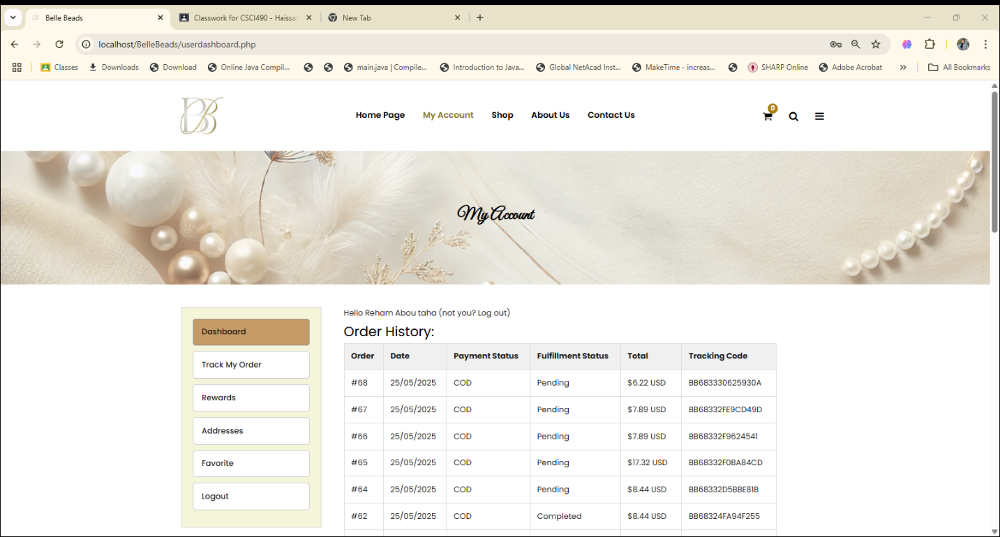 Belle Beads
Classwork for CSCI490 - Haissa
New Tab
localhost/BelleBeads/userdashboard.php
Classes
Downloads
Download
Online Java Compil...
main.java | Compile...
Introduction to Java...
Global NetAcad Inst...
MakeTime - increas...
SHARP Online
Adobe Acrobat
All Bookmarks
BB
Home Page
My Account
Shop
About Us
Contact Us
0
My Account
Dashboard
Track My Order
Rewards
Addresses
Favorite
Logout
Hello Reham Abou taha (not you? Log out)
Order History:
Order Date Payment Status Fulfillment Status Total Tracking Code
#68 25/05/2025 COD Pending $6.22 USD BB683330625930A
#67 25/05/2025 COD Pending $7.89 USD BB68332FE9CD49D
#66 25/05/2025 COD Pending $7.89 USD BB68332F9624541
#65 25/05/2025 COD Pending $17.32 USD BB68332F0BA84CD
#64 25/05/2025 COD Pending $8.44 USD BB68332D5BBE81B
#62 25/05/2025 COD Completed $8.44 USD BB68324FA94F255